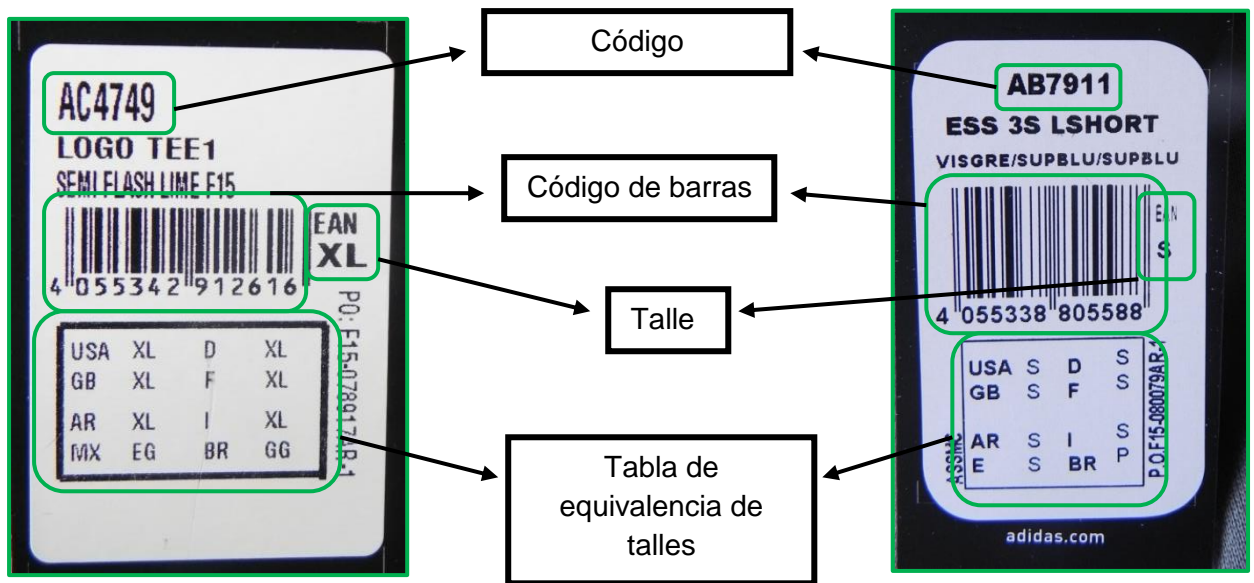 AC4749
LOGO TEE1
SEMI FLASH LIME F15
EAN
XL
4 055342 912616
PO: F15-078917AR-1
USA XL D XL
GB XL F XL
AR XL I XL
MX EG BR GG
Código
Código de barras
Talle
Tabla de
equivalencia de
talles
AB7911
ESS 3S LSHORT
VISGRE/SUPBLU/SUPBLU
EAN
S
4 055338 805588
USA S D S
GB S F S
AR S I S
E S BR P
P.O.F15-080079AR-1
adidas.com